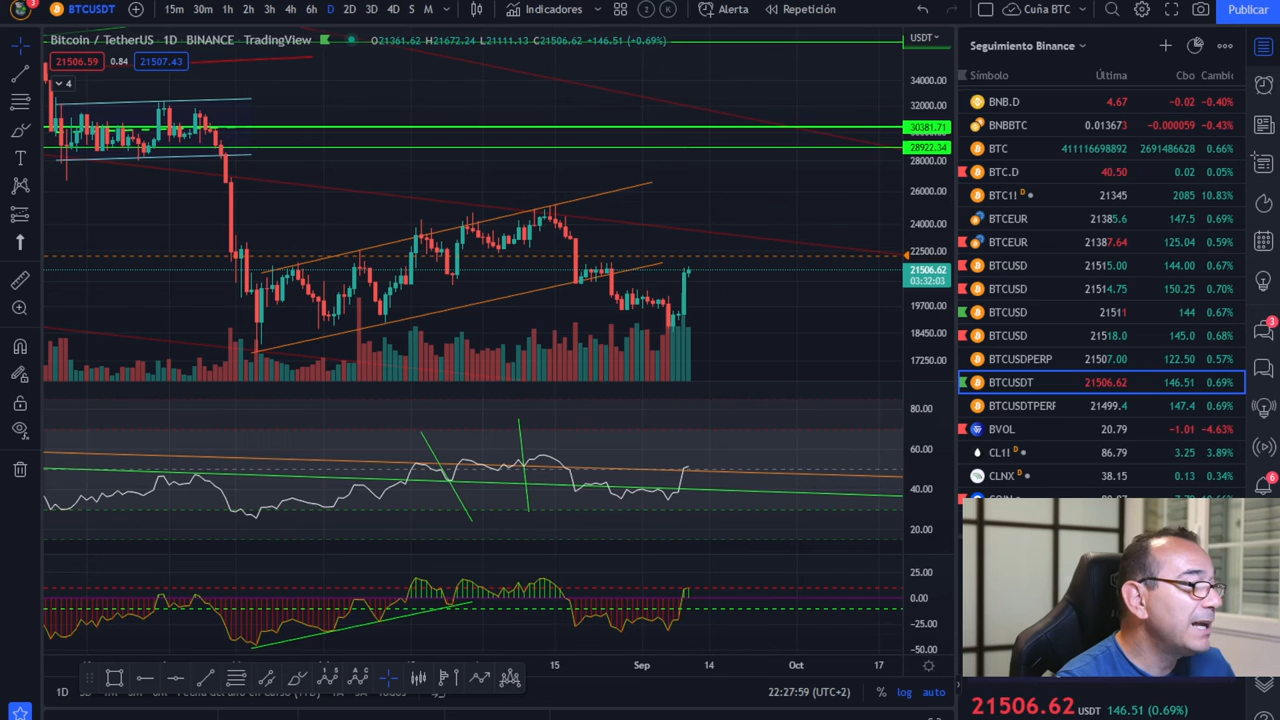 3
BTCUSDT
15m 30m 1h 2h 3h 4h 6h D 2D 3D 4D S M
Indicadores
2 K
Alerta
Repetición
Cuña BTC
Publicar
Bitcoin / TetherUS · 1D · BINANCE · TradingView
O21361.62 H21672.24 L21111.13 C21506.62 +146.51 (+0.69%)
USDT
21506.59 0.84 21507.43
4
34000.00
32000.00
30381.71
28922.34
28000.00
26000.00
24000.00
22500.00
21506.62
03:32:03
19700.00
18450.00
17250.00
80.00
60.00
40.00
20.00
25.00
0.00
−25.00
−50.00
15 Sep 14 Oct 17
1D
22:27:59 (UTC+2) % log auto
Seguimiento Binance
Símbolo Última Cbo Cambic
BNB.D 4.67 −0.02 −0.40%
BNBBTC 0.013673 −0.000059 −0.43%
BTC 411116698892 2691486628 0.66%
BTC.D 40.50 0.02 0.05%
BTC1! D 21345 2085 10.83%
BTCEUR 21385.6 147.5 0.69%
BTCEUR 21387.64 125.04 0.59%
BTCUSD 21515.00 144.00 0.67%
BTCUSD 21514.75 150.25 0.70%
BTCUSD 21511 144 0.67%
BTCUSD 21518.0 145.0 0.68%
BTCUSDPERP 21507.00 122.50 0.57%
BTCUSDT 21506.62 146.51 0.69%
BTCUSDTPERF 21499.4 147.4 0.69%
BVOL 20.79 −1.01 −4.63%
CL1! D 86.79 3.25 3.89%
CLNX D 38.15 0.13 0.34%
3
6
21506.62 USDT 146.51 (0.69%)